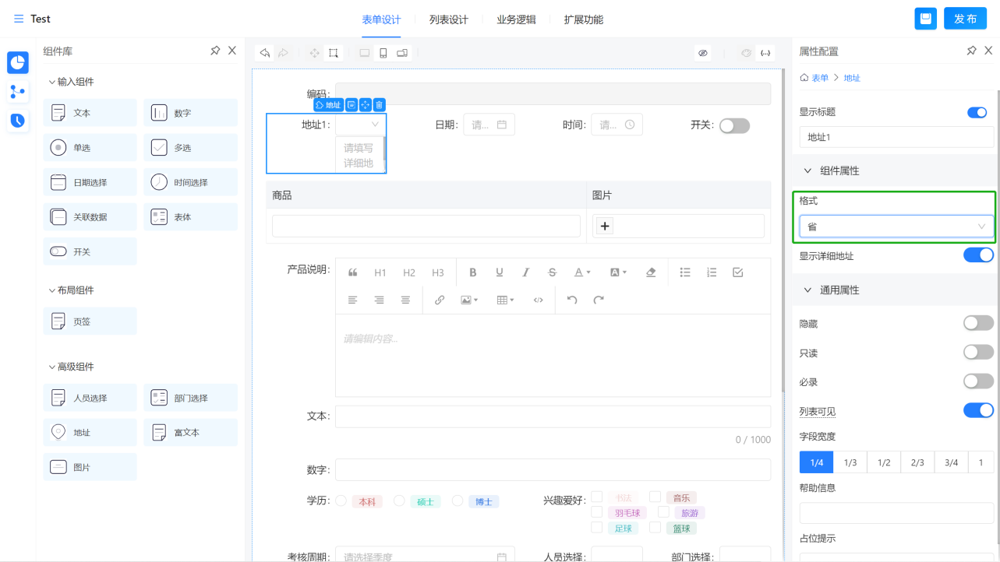 Test
表单设计
列表设计
业务逻辑
扩展功能
发 布
组件库
输入组件
文本
数字
单选
多选
日期选择
时间选择
关联数据
表体
开关
布局组件
页签
高级组件
人员选择
部门选择
地址
富文本
图片
编码:
地址
地址1:
请填写
详细地
日期:
请...
时间:
请...
开关:
商品
图片
产品说明:
H1
H2
H3
B
U
I
S
A
A
请编辑内容...
文本:
0 / 1000
数字:
学历:
本科
硕士
博士
兴趣爱好:
书法
音乐
羽毛球
旅游
足球
篮球
考核周期:
请选择季度
人员选择:
部门选择:
属性配置
表单
地址
显示标题
地址1
组件属性
格式
省
显示详细地址
通用属性
隐藏
只读
必录
列表可见
字段宽度
1/4
1/3
1/2
2/3
3/4
1
帮助信息
占位提示